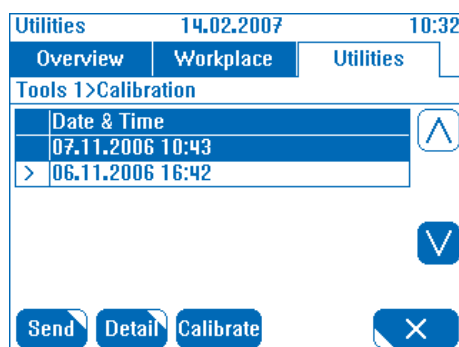 Utilities 14.02.2007 10:32
Overview Workplace Utilities
Tools 1>Calibration
Date & Time
07.11.2006 10:43
> 06.11.2006 16:42
Send Detail Calibrate